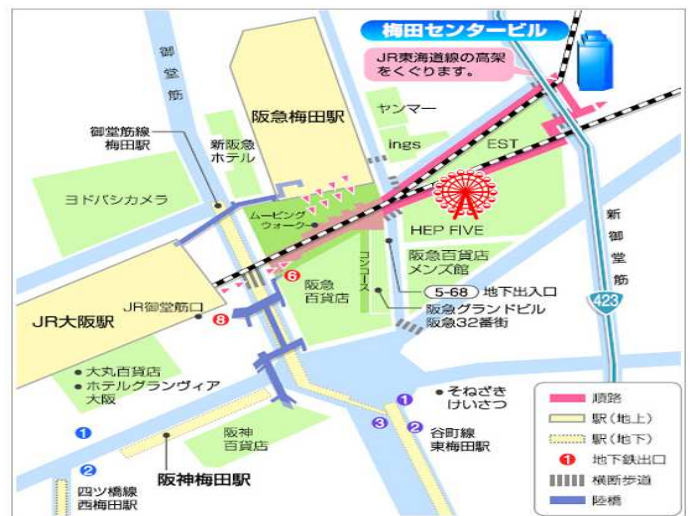 梅田センタービル
JR東海道線の高架
をくぐります。
御堂筋
阪急梅田駅
ヤンマー
御堂筋線
梅田駅
新阪急
ホテル
ings
EST
ヨドバシカメラ
ムービング
ウォーク
HEP FIVE
新御堂筋
阪急百貨店
メンズ館
6
阪急
百貨店
コンコース
5-68 地下出入口
423
JR御堂筋口
JR大阪駅
8
阪急グランドビル
阪急32番街
大丸百貨店
ホテルグランヴィア
大阪
1
そねざき
けいさつ
3
2
谷町線
東梅田駅
阪神
百貨店
1
2
阪神梅田駅
四ツ橋線
西梅田駅
順路
駅(地上)
駅(地下)
1 地下鉄出口
横断歩道
陸橋